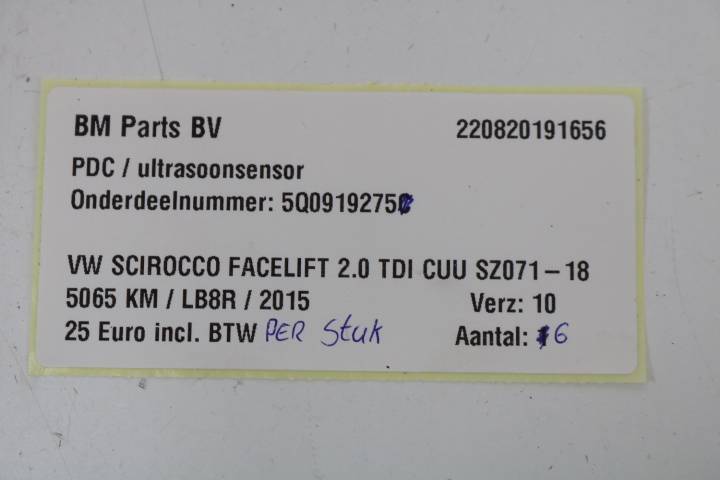 BM Parts BV 220820191656
PDC / ultrasoonsensor
Onderdeelnummer: 5Q0919275
VW SCIROCCO FACELIFT 2.0 TDI CUU SZ071-18
5065 KM / LB8R / 2015 Verz: 10
25 Euro incl. BTW PER Stuk Aantal: 6